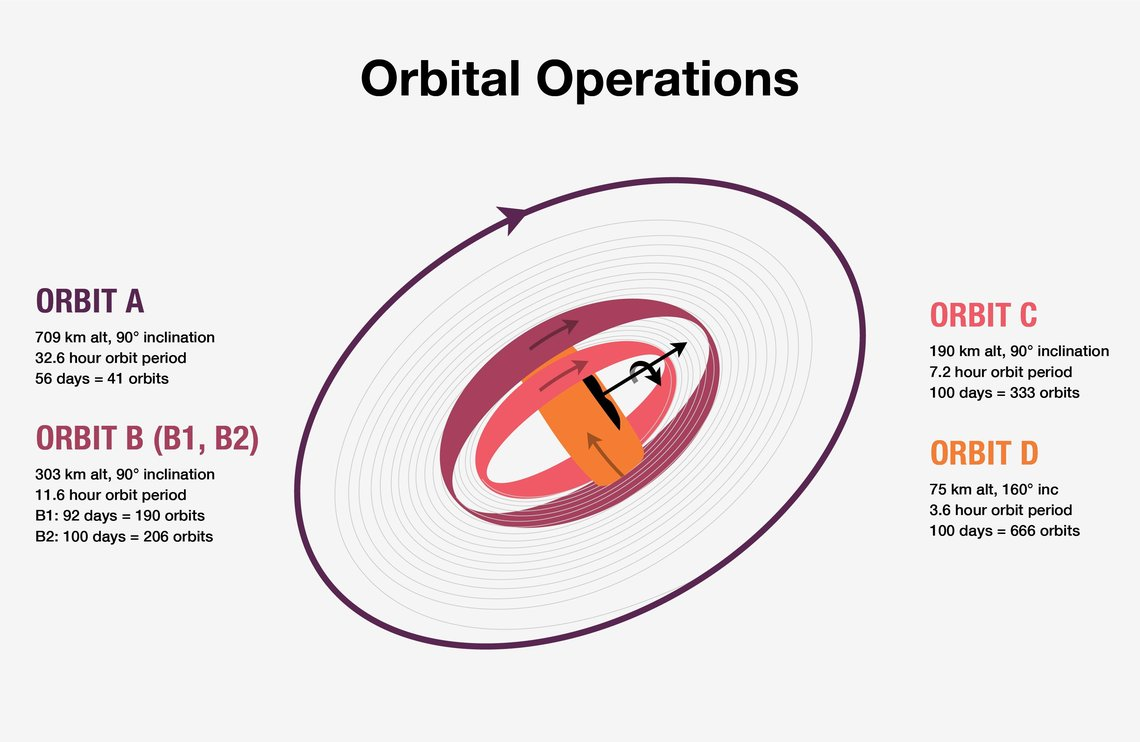 Orbital Operations
ORBIT A
709 km alt, 90° inclination
32.6 hour orbit period
56 days = 41 orbits
ORBIT B (B1, B2)
303 km alt, 90° inclination
11.6 hour orbit period
B1: 92 days = 190 orbits
B2: 100 days = 206 orbits
ORBIT C
190 km alt, 90° inclination
7.2 hour orbit period
100 days = 333 orbits
ORBIT D
75 km alt, 160° inc
3.6 hour orbit period
100 days = 666 orbits